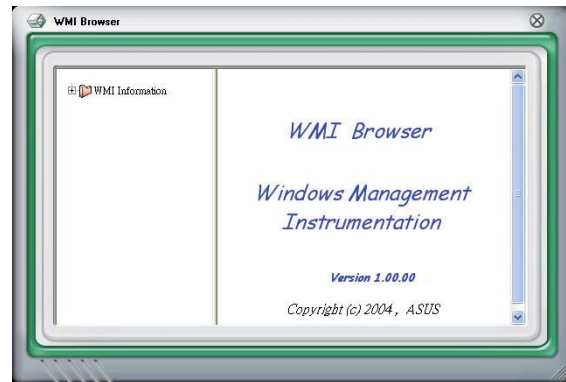 WMI Browser
WMI Information
WMI Browser
Windows Management
Instrumentation
Version 1.00.00
Copyright (c) 2004, ASUS